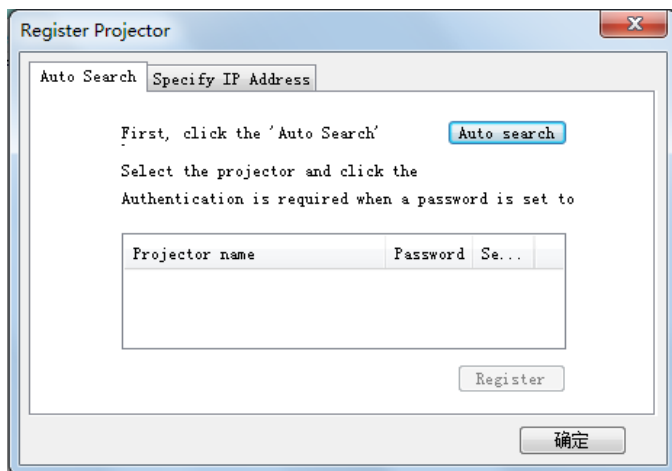 Register Projector
Auto Search
Specify IP Address
First, click the 'Auto Search'
Auto search
Select the projector and click the
Authentication is required when a password is set to
Projector name
Password
Se...
Register
确定